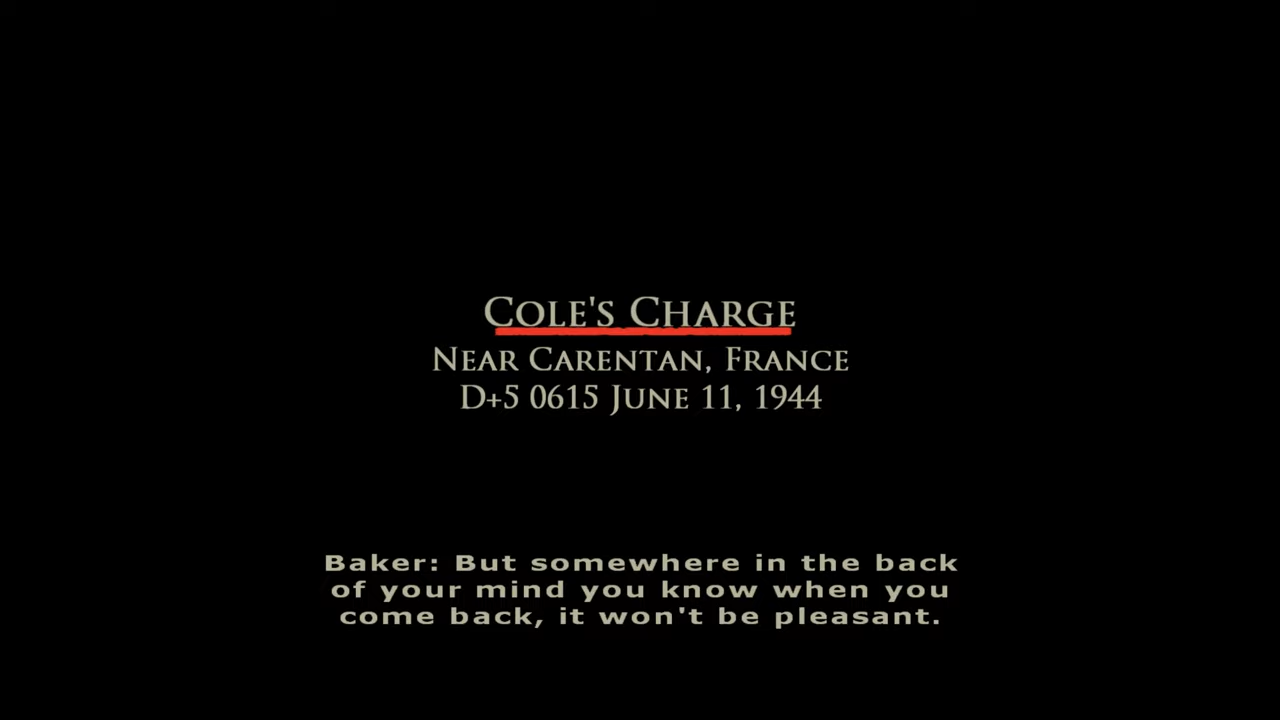 Cole's Charge
Near Carentan, France
D+5 0615 June 11, 1944
Baker: But somewhere in the back
of your mind you know when you
come back, it won't be pleasant.